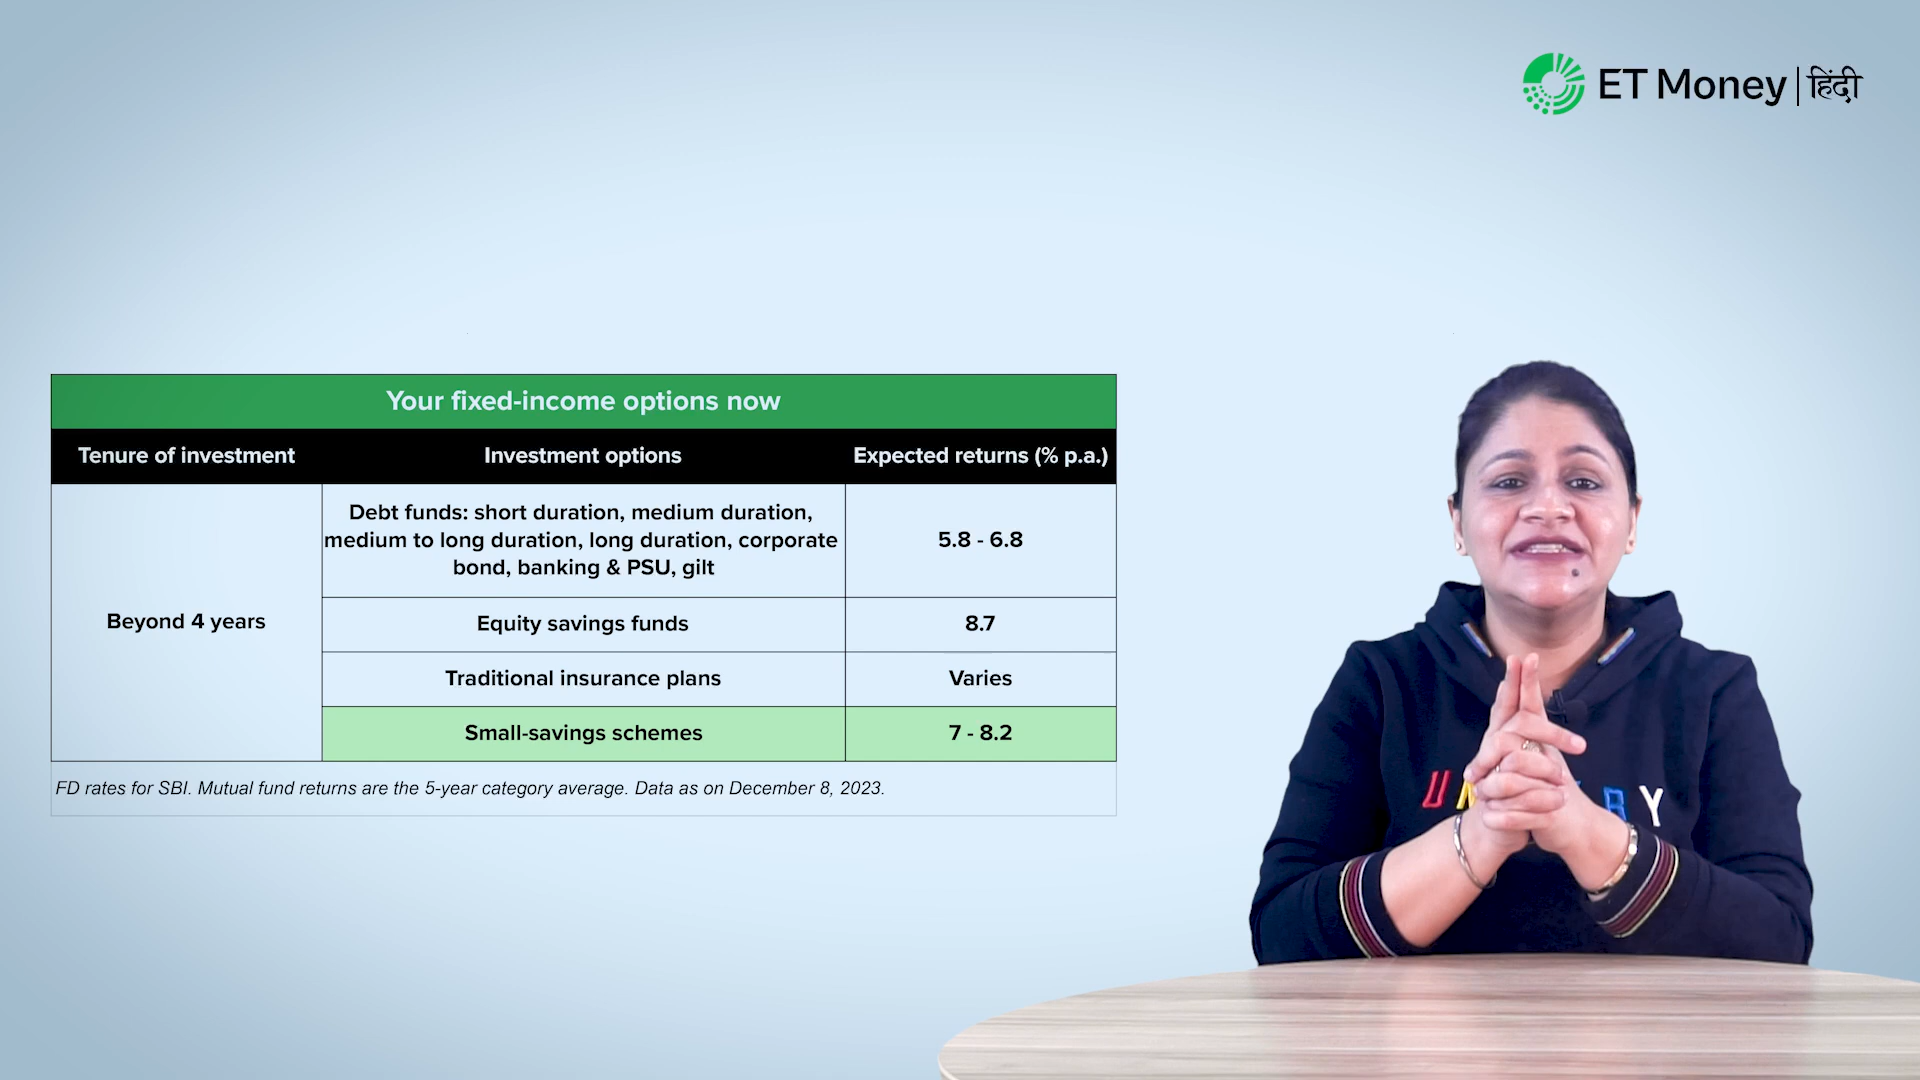 ET Money | हिंदी
Your fixed-income options now
Tenure of investment
Investment options
Expected returns (% p.a.)
Beyond 4 years
Debt funds: short duration, medium duration,
medium to long duration, long duration, corporate
bond, banking & PSU, gilt
5.8 - 6.8
Equity savings funds
8.7
Traditional insurance plans
Varies
Small-savings schemes
7 - 8.2
FD rates for SBI. Mutual fund returns are the 5-year category average. Data as on December 8, 2023.